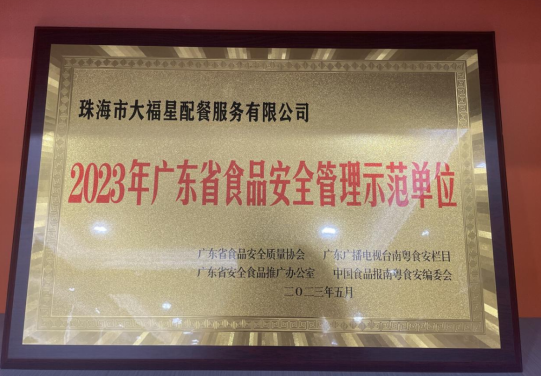 珠海市大福星配餐服务有限公司
2023年广东省食品安全管理示范单位
广东省食品安全质量协会 广东广播电视台南粤食安栏目
广东省安全食品推广办公室 中国食品报南粤食安编委会
二〇二三年五月